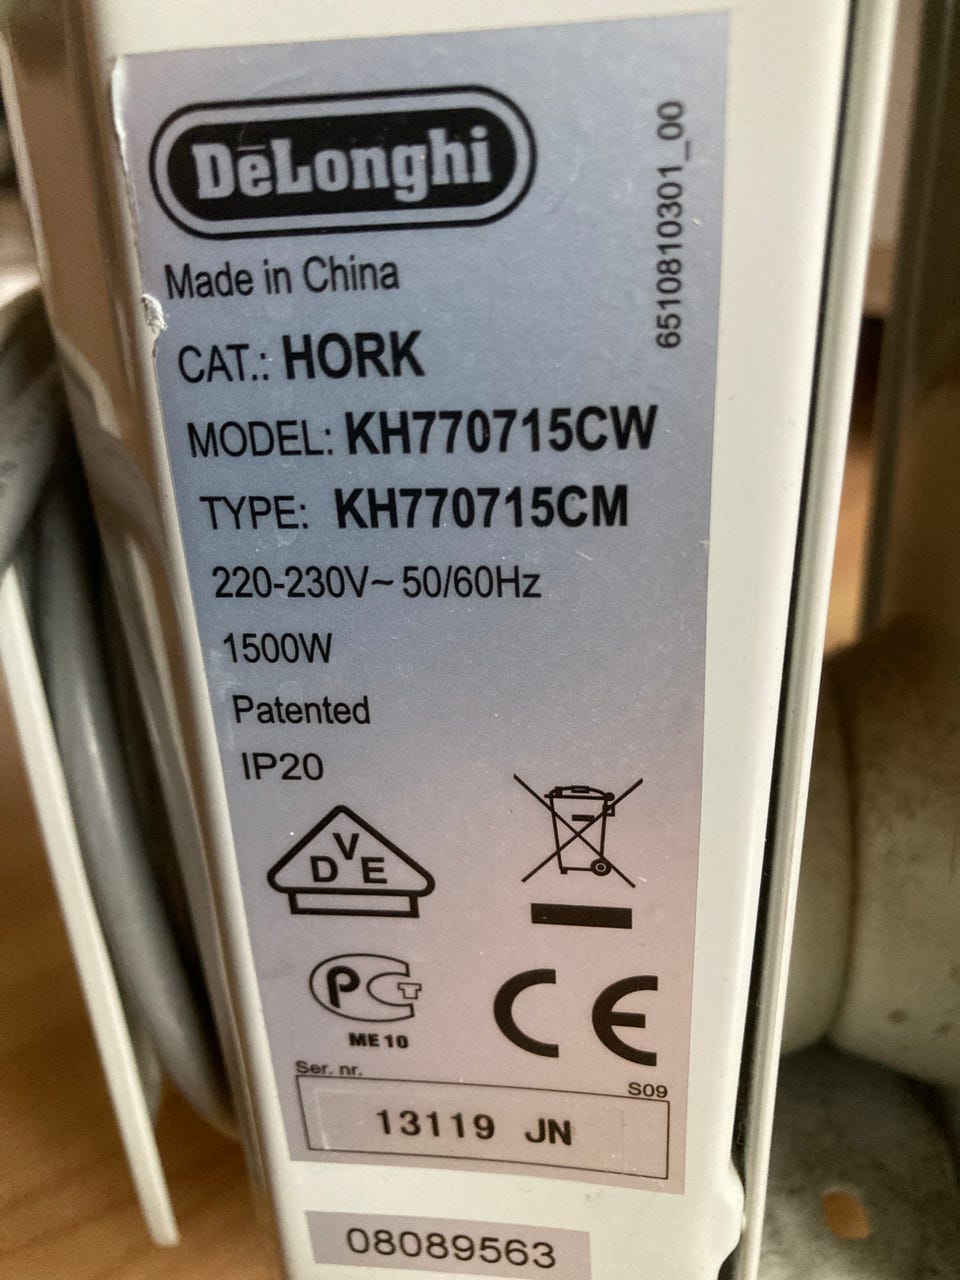 DeLonghi
6510810301_00
Made in China
CAT.: HORK
MODEL: KH770715CW
TYPE: KH770715CM
220-230V~ 50/60Hz
1500W
Patented
IP20
DVE
PCT
ME10
CE
Ser. nr.
S09
13119 JN
08089563